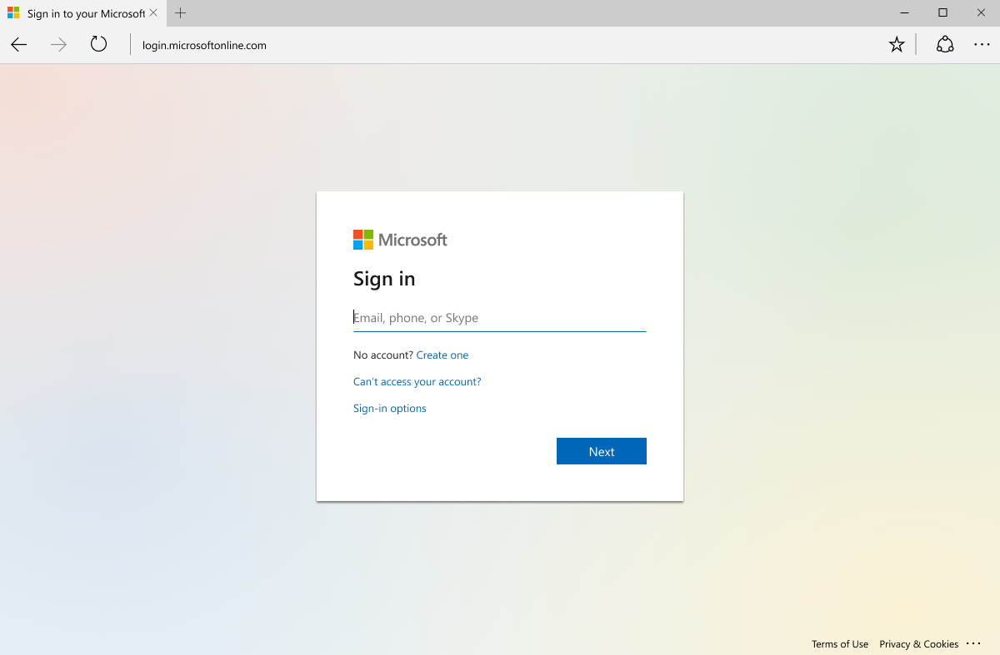 Sign in to your Microsoft
login.microsoftonline.com
Microsoft
Sign in
Email, phone, or Skype
No account? Create one
Can't access your account?
Sign-in options
Next
Terms of Use Privacy & Cookies